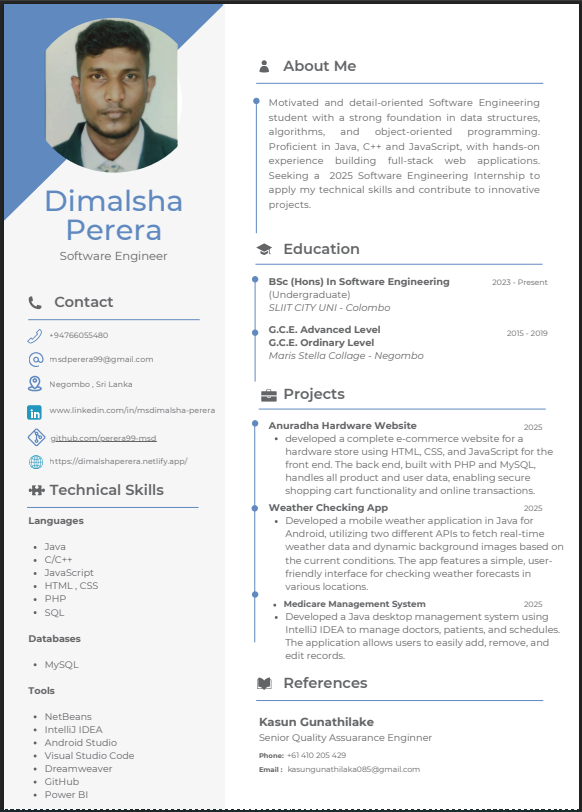 Dimalsha
Perera
Software Engineer
Contact
+94766055480
msdperera99@gmail.com
Negombo , Sri Lanka
www.linkedin.com/in/msdimalsha-perera
github.com/perera99-msd
https://dimalshaperera.netlify.app/
Technical Skills
Languages
• Java
• C/C++
• JavaScript
• HTML , CSS
• PHP
• SQL
Databases
• MySQL
Tools
• NetBeans
• IntelliJ IDEA
• Android Studio
• Visual Studio Code
• Dreamweaver
• GitHub
• Power BI
About Me
Motivated and detail-oriented Software Engineering
student with a strong foundation in data structures,
algorithms, and object-oriented programming.
Proficient in Java, C++ and JavaScript, with hands-on
experience building full-stack web applications.
Seeking a 2025 Software Engineering Internship to
apply my technical skills and contribute to innovative
projects.
Education
BSc (Hons) In Software Engineering 2023 - Present
(Undergraduate)
SLIIT CITY UNI - Colombo
G.C.E. Advanced Level 2015 - 2019
G.C.E. Ordinary Level
Maris Stella Collage - Negombo
Projects
Anuradha Hardware Website 2025
• developed a complete e-commerce website for a
hardware store using HTML, CSS, and JavaScript for the
front end. The back end, built with PHP and MySQL,
handles all product and user data, enabling secure
shopping cart functionality and online transactions.
Weather Checking App 2025
• Developed a mobile weather application in Java for
Android, utilizing two different APIs to fetch real-time
weather data and dynamic background images based on
the current conditions. The app features a simple, user-
friendly interface for checking weather forecasts in
various locations.
• Medicare Management System 2025
• Developed a Java desktop management system using
IntelliJ IDEA to manage doctors, patients, and schedules.
The application allows users to easily add, remove, and
edit records.
References
Kasun Gunathilake
Senior Quality Assuarance Enginner
Phone: +61 410 205 429
Email : kasungunathilaka085@gmail.com